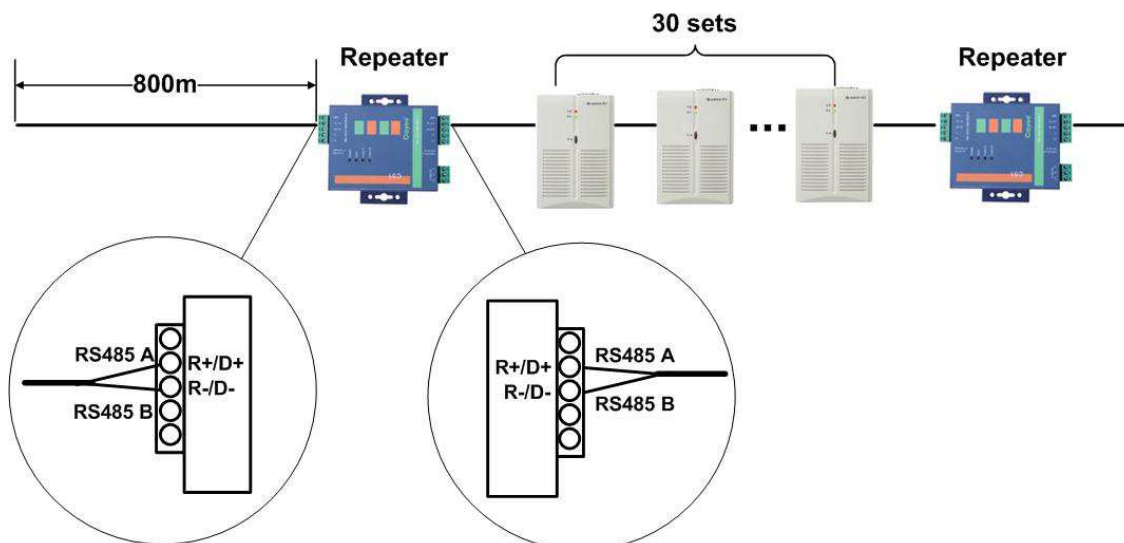 30 sets
Repeater
Repeater
800m
RS485 A
R+/D+
R-/D-
RS485 B
R+/D+
R-/D-
RS485 A
RS485 B